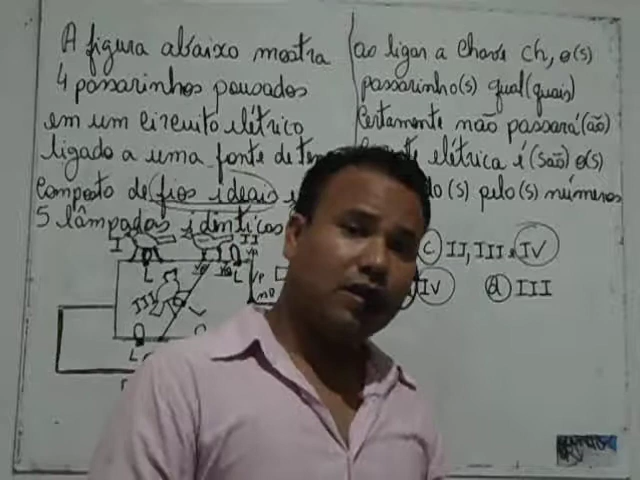 A figura abaixo mostra
4 passarinhos pousados
em um circuito elétrico
ligado a uma fonte de
composto de fios ideais e
5 lâmpadas idênticas
ao ligar a chave ch, o(s)
passarinho(s) qual(quais)
certamente não passará(ão)
elétrica é(são) o(s)
(s) pelo(s) números
c) II, III e IV
IV
d) III
I
II
III
L
L
L